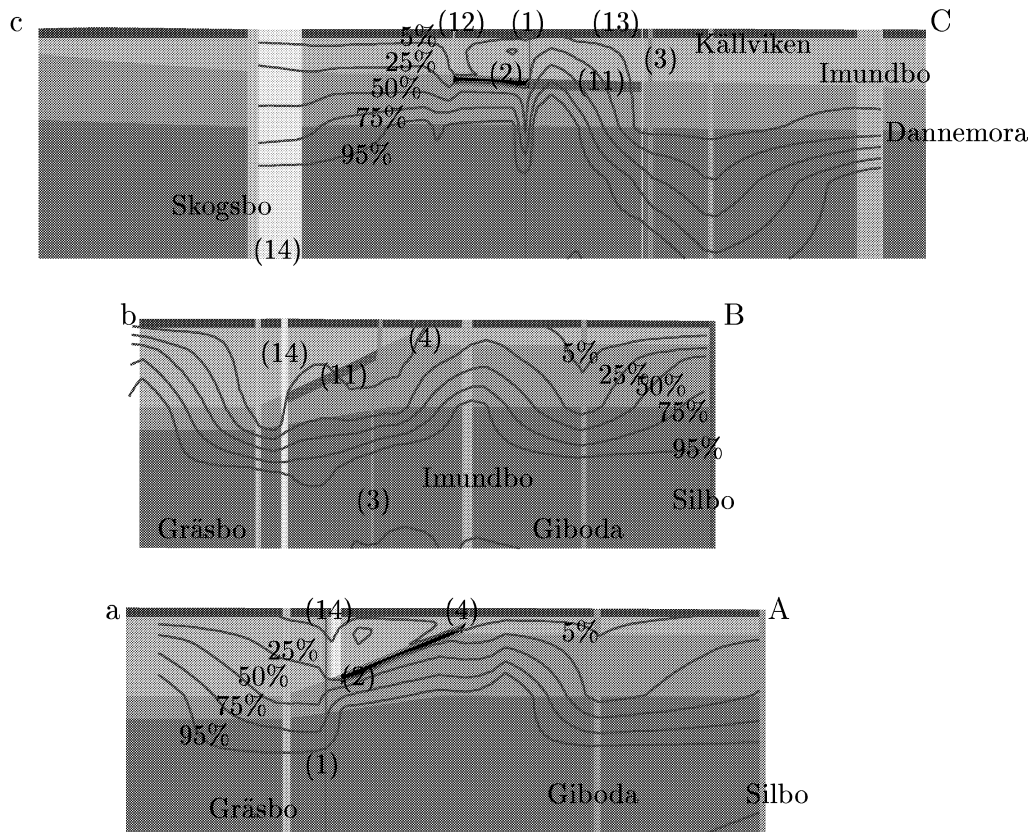 c (12) (1) (13) C
5% Källviken
25% (2) (11) (3) Imundbo
50%
75% Dannemora
95%
Skogsbo
(14)
b B
(14) (4) 5%
(11) 25% 50%
75%
95%
Imundbo
(3) Silbo
Gräsbo Giboda
a (14) (4) A
5%
25%
50% (2)
75%
95%
(1)
Gräsbo Giboda Silbo